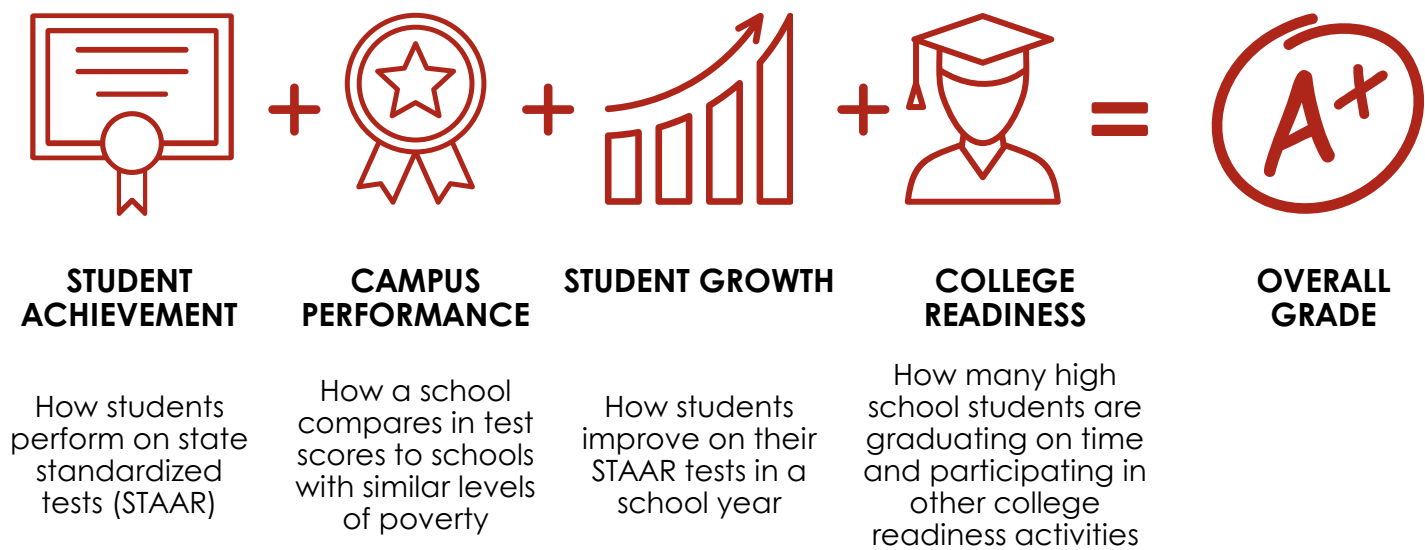 A+
STUDENT
ACHIEVEMENT
How students
perform on state
standardized
tests (STAAR)
CAMPUS
PERFORMANCE
How a school
compares in test
scores to schools
with similar levels
of poverty
STUDENT GROWTH
How students
improve on their
STAAR tests in a
school year
COLLEGE
READINESS
How many high
school students are
graduating on time
and participating in
other college
readiness activities
OVERALL
GRADE